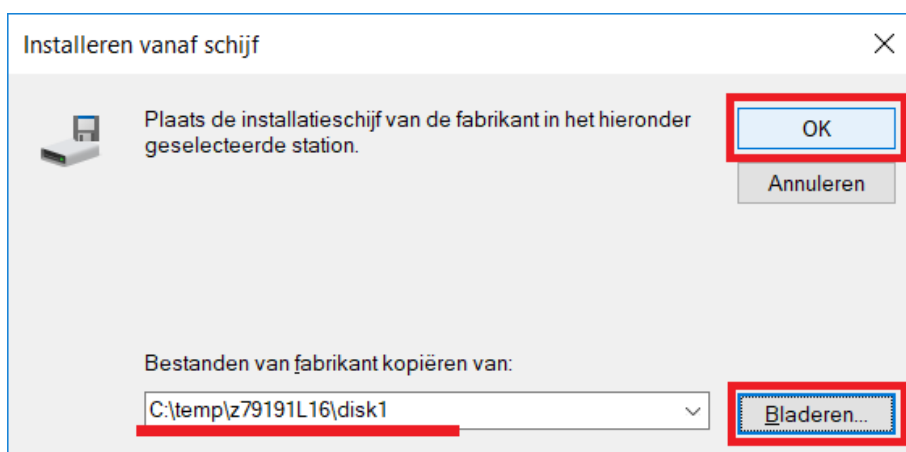 Installeren vanaf schijf
Plaats de installatieschijf van de fabrikant in het hieronder
geselecteerde station.
OK
Annuleren
Bestanden van fabrikant kopiëren van:
C:\temp\z79191L16\disk1
Bladeren...